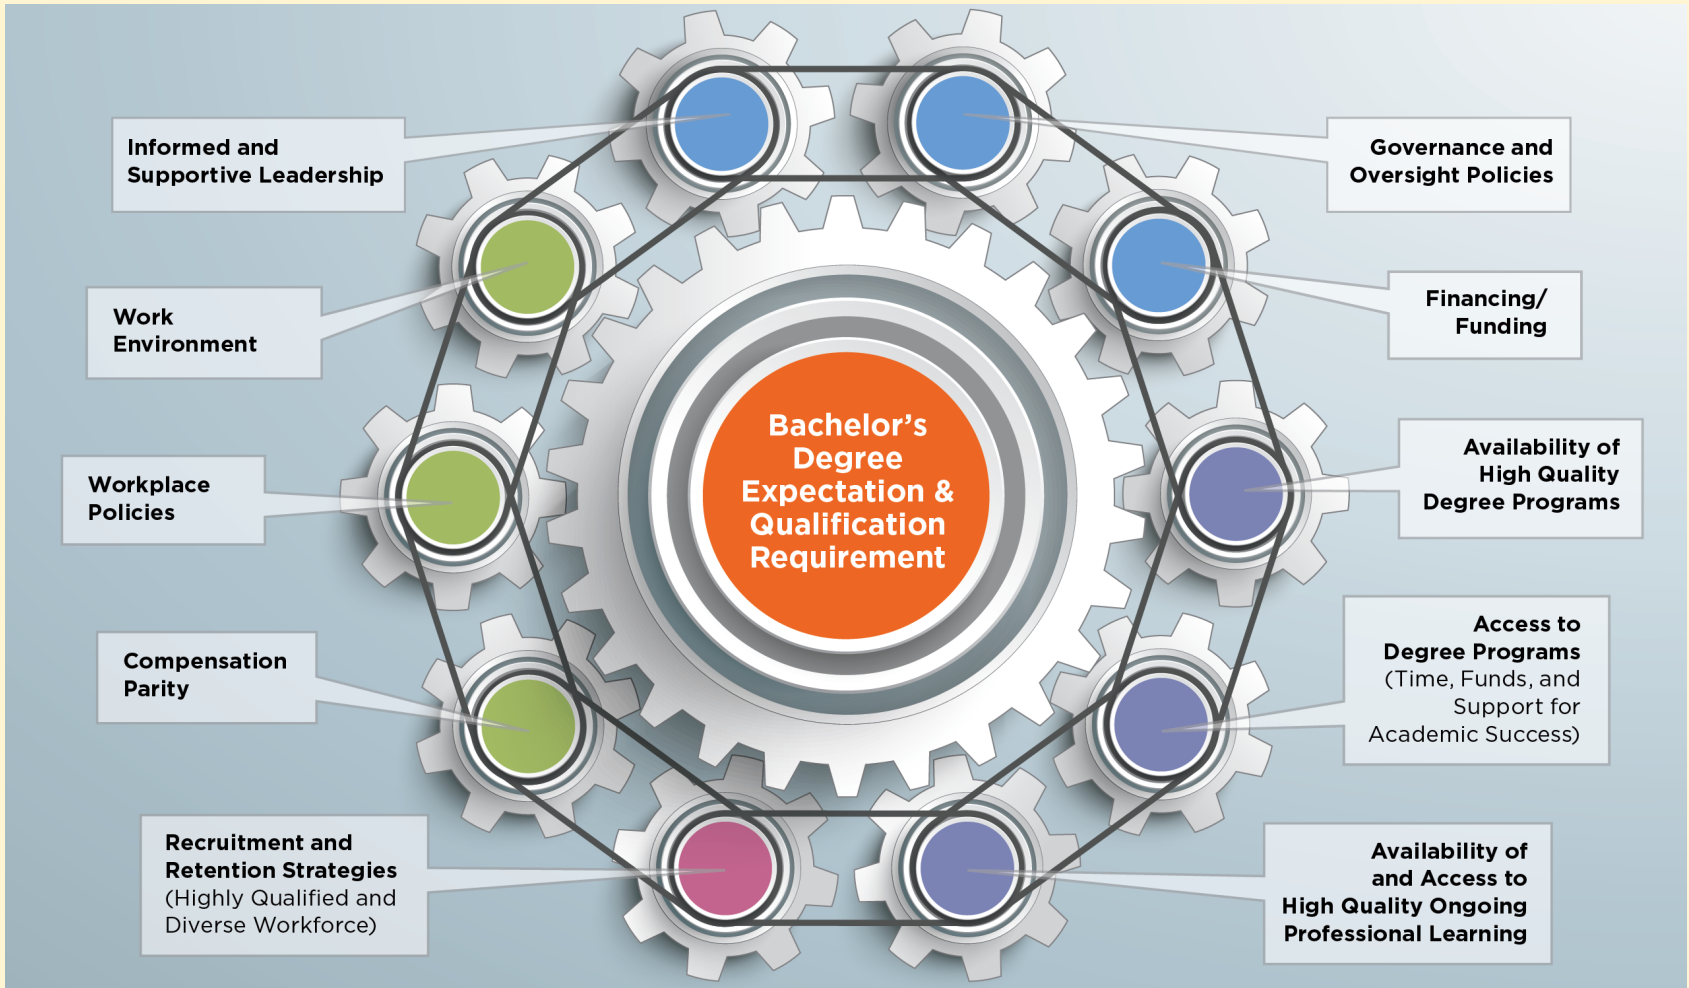 Informed and
Supportive Leadership
Governance and
Oversight Policies
Work
Environment
Financing/
Funding
Bachelor's
Degree
Expectation &
Qualification
Requirement
Workplace
Policies
Availability of
High Quality
Degree Programs
Compensation
Parity
Access to
Degree Programs
(Time, Funds, and
Support for
Academic Success)
Recruitment and
Retention Strategies
(Highly Qualified and
Diverse Workforce)
Availability of
and Access to
High Quality Ongoing
Professional Learning